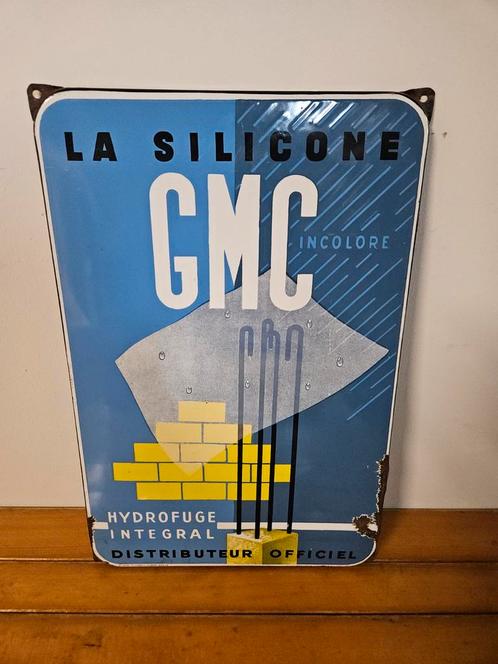 LA SILICONE
GMC
INCOLORE
HYDROFUGE
INTEGRAL
DISTRIBUTEUR OFFICIEL